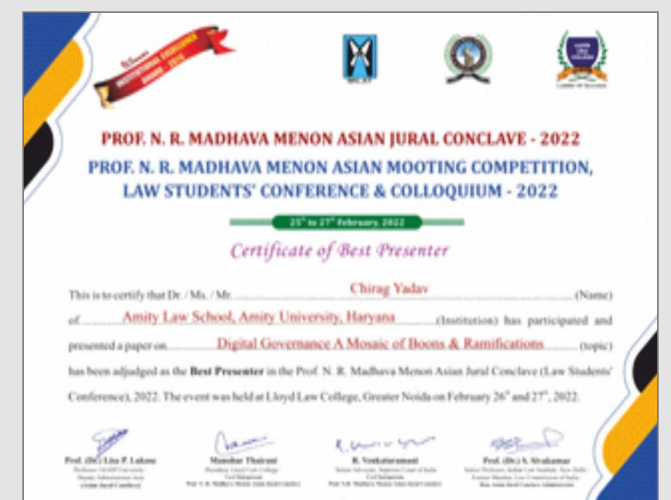 Winner
INSTITUTIONAL EXCELLENCE
AWARD - 2019
PROF. N. R. MADHAVA MENON ASIAN JURAL CONCLAVE - 2022
PROF. N. R. MADHAVA MENON ASIAN MOOTING COMPETITION,
LAW STUDENTS' CONFERENCE & COLLOQUIUM - 2022
25th to 27th February, 2022
Certificate of Best Presenter
This is to certify that Dr. / Ms. / Mr. Chirag Yadav (Name)
of Amity Law School, Amity University, Haryana (Institution) has participated and
presented a paper on Digital Governance A Mosaic of Boons & Ramifications (topic)
has been adjudged as the Best Presenter in the Prof. N. R. Madhava Menon Asian Jural Conclave (Law Students'
Conference), 2022. The event was held at Lloyd Law College, Greater Noida on February 26th and 27th, 2022.
Prof. (Dr.) Manohar Thairani R. Venkataramani Prof. (Dr.) S. Sivakumar